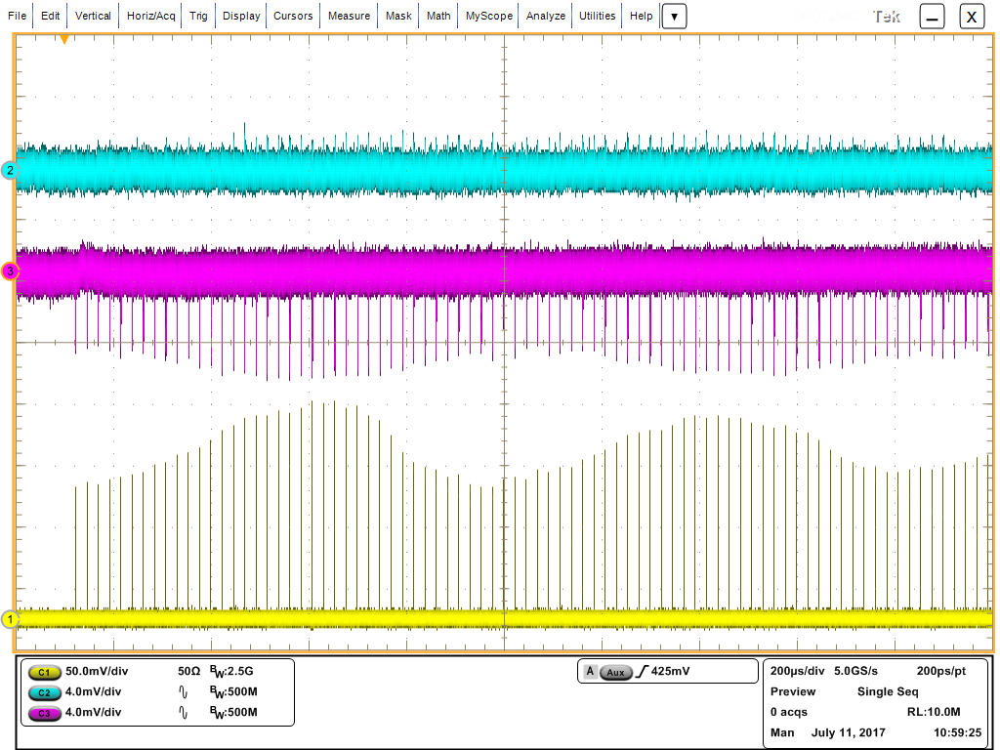 File Edit Vertical Horiz/Acq Trig Display Cursors Measure Mask Math MyScope Analyze Utilities Help Tek X
2
3
1
C1 50.0mV/div 50Ω BW:2.5G
C2 4.0mV/div BW:500M
C3 4.0mV/div BW:500M
A Aux 425mV
200µs/div 5.0GS/s 200ps/pt
Preview Single Seq
0 acqs RL:10.0M
Man July 11, 2017 10:59:25